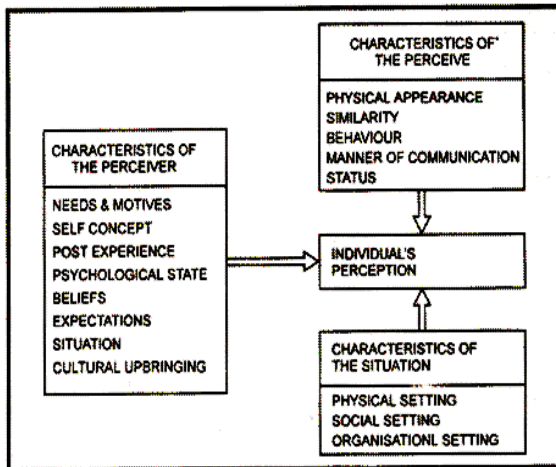 CHARACTERISTICS OF'
THE PERCEIVE
PHYSICAL APPEARANCE
SIMILARITY
BEHAVIOUR
MANNER OF COMMUNICATION
STATUS
CHARACTERISTICS OF
THE PERCEIVER
NEEDS & MOTIVES
SELF CONCEPT
POST EXPERIENCE
PSYCHOLOGICAL STATE
BELIEFS
EXPECTATIONS
SITUATION
CULTURAL UPBRINGING
INDIVIDUAL'S
PERCEPTION
CHARACTERISTICS OF
THE SITUATION
PHYSICAL SETTING
SOCIAL SETTING
ORGANISATIONL SETTING